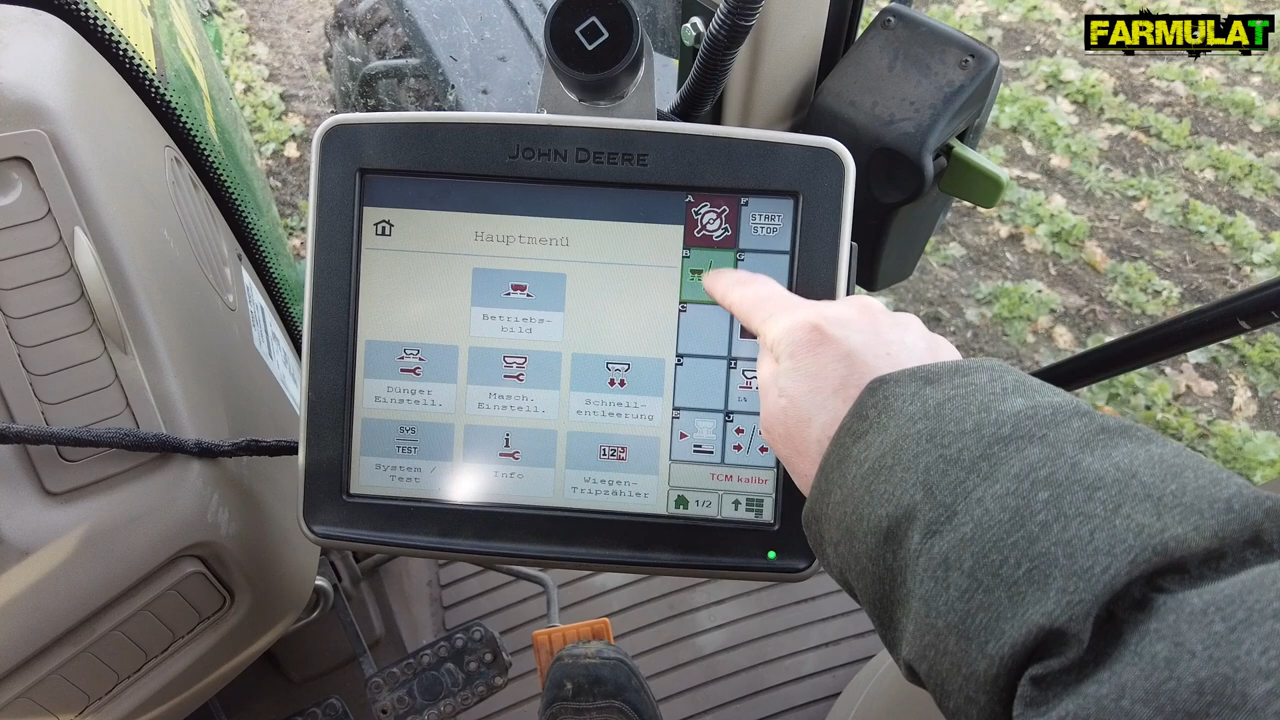 FARMULAT
JOHN DEERE
Hauptmenü
A
F
START
STOP
B
G
Betriebs-
bild
C
D
I
Dünger
Einstell.
Masch.
Einstell.
Schnell-
entleerung
E
J
SYS
TEST
i
123
System /
Test
Info
Wiegen-
Tripzähler
TCM kalibr
1/2